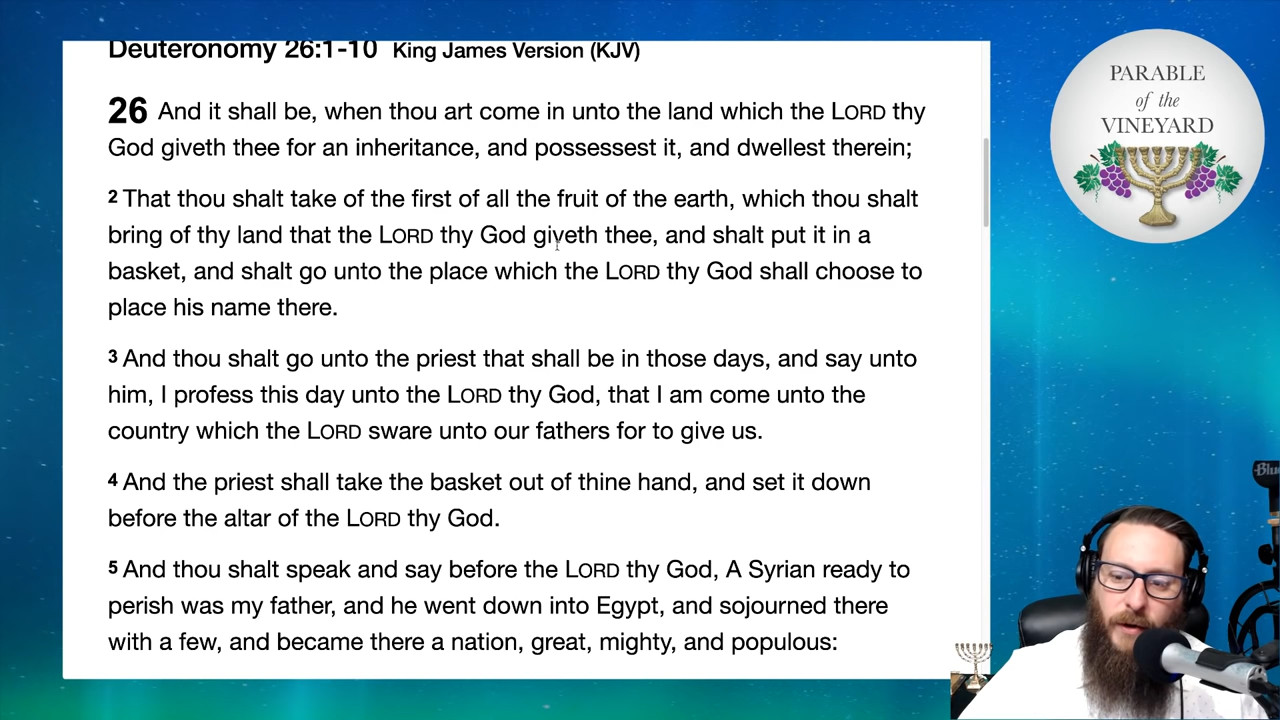 Deuteronomy 26:1-10 King James Version (KJV)
26 And it shall be, when thou art come in unto the land which the LORD thy
God giveth thee for an inheritance, and possessest it, and dwellest therein;
2 That thou shalt take of the first of all the fruit of the earth, which thou shalt
bring of thy land that the LORD thy God giveth thee, and shalt put it in a
basket, and shalt go unto the place which the LORD thy God shall choose to
place his name there.
3 And thou shalt go unto the priest that shall be in those days, and say unto
him, I profess this day unto the LORD thy God, that I am come unto the
country which the LORD sware unto our fathers for to give us.
4 And the priest shall take the basket out of thine hand, and set it down
before the altar of the LORD thy God.
5 And thou shalt speak and say before the LORD thy God, A Syrian ready to
perish was my father, and he went down into Egypt, and sojourned there
with a few, and became there a nation, great, mighty, and populous:
PARABLE
of the
VINEYARD